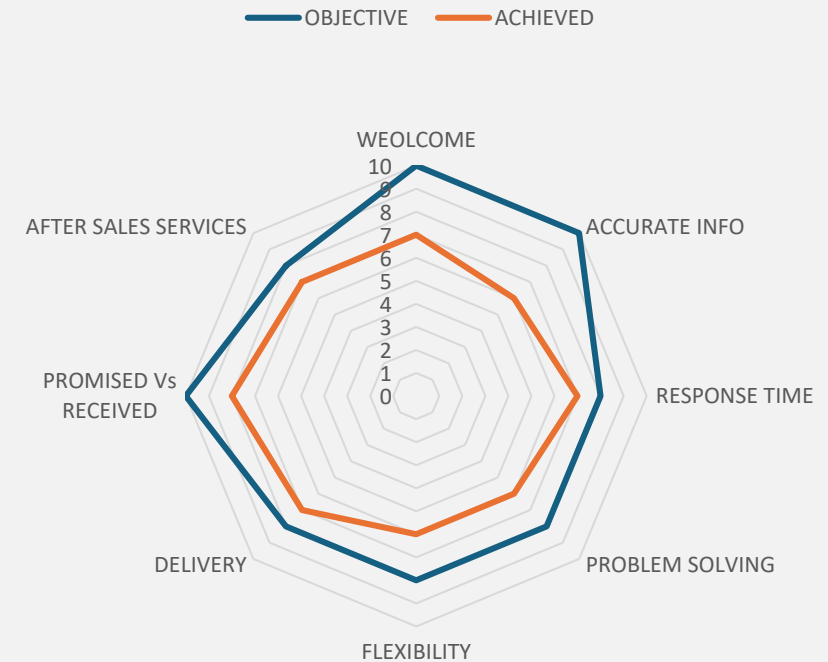 OBJECTIVE ACHIEVED
WEOLCOME
10
9
8
7
6
5
4
3
2
1
0
ACCURATE INFO
RESPONSE TIME
PROBLEM SOLVING
FLEXIBILITY
DELIVERY
PROMISED Vs
RECEIVED
AFTER SALES SERVICES